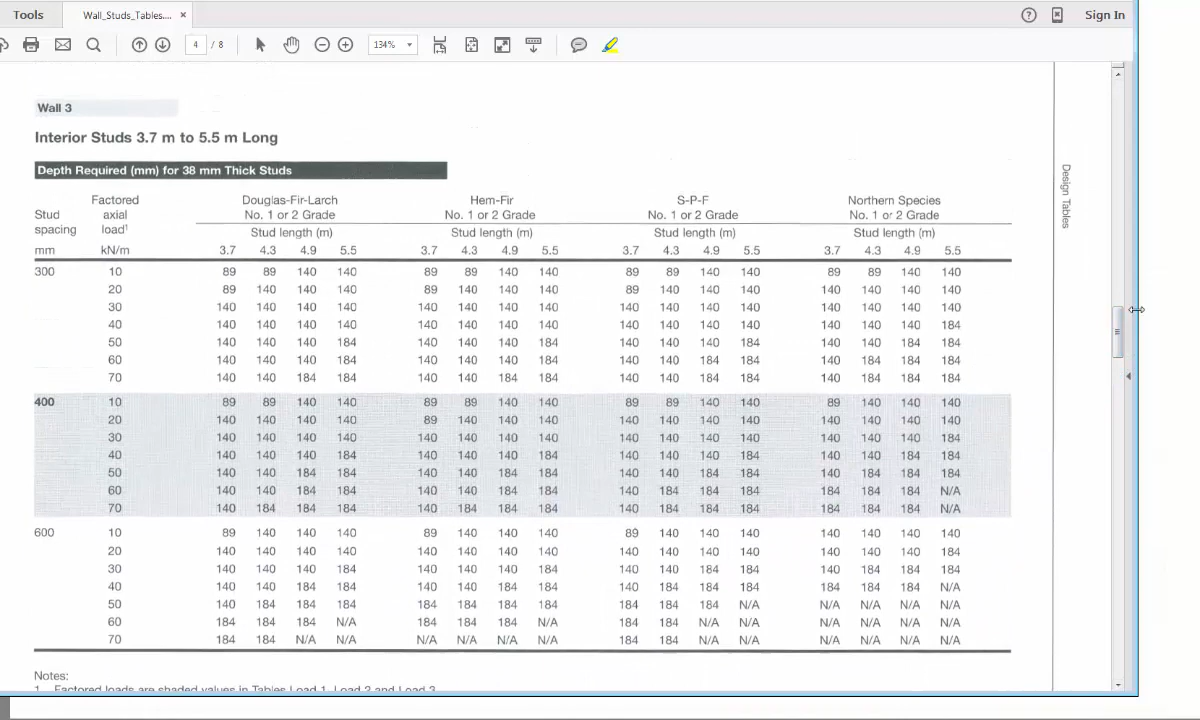 Tools Wall_Studs_Tables.... × Sign In
4 / 8 134%
Wall 3
Interior Studs 3.7 m to 5.5 m Long
Depth Required (mm) for 38 mm Thick Studs
Factored Douglas-Fir-Larch Hem-Fir S-P-F Northern Species
Stud axial No. 1 or 2 Grade No. 1 or 2 Grade No. 1 or 2 Grade No. 1 or 2 Grade
spacing load¹ Stud length (m) Stud length (m) Stud length (m) Stud length (m)
mm kN/m 3.7 4.3 4.9 5.5 3.7 4.3 4.9 5.5 3.7 4.3 4.9 5.5 3.7 4.3 4.9 5.5
300 10 89 89 140 140 89 89 140 140 89 89 140 140 89 89 140 140
20 89 140 140 140 89 140 140 140 89 140 140 140 140 140 140 140
30 140 140 140 140 140 140 140 140 140 140 140 140 140 140 140 140
40 140 140 140 140 140 140 140 140 140 140 140 140 140 140 140 184
50 140 140 140 184 140 140 140 184 140 140 140 184 140 140 184 184
60 140 140 140 184 140 140 140 184 140 140 184 184 140 184 184 184
70 140 140 184 184 140 140 184 184 140 140 184 184 140 184 184 184
400 10 89 89 140 140 89 89 140 140 89 89 140 140 89 140 140 140
20 140 140 140 140 89 140 140 140 140 140 140 140 140 140 140 140
30 140 140 140 140 140 140 140 140 140 140 140 140 140 140 140 184
40 140 140 140 184 140 140 140 184 140 140 184 184 140 140 184 184
50 140 140 184 184 140 140 184 184 140 140 184 184 140 184 184 184
60 140 140 184 184 140 140 184 184 140 184 184 184 184 184 184 N/A
70 140 184 184 184 140 184 184 184 140 184 184 184 184 184 184 N/A
600 10 89 140 140 140 89 140 140 140 89 140 140 140 140 140 140 140
20 140 140 140 140 140 140 140 140 140 140 140 140 140 140 140 184
30 140 140 140 184 140 140 140 184 140 140 184 184 140 184 184 184
40 140 140 184 184 140 140 184 184 140 184 184 184 184 184 184 N/A
50 140 184 184 184 184 184 184 184 184 184 184 N/A N/A N/A N/A N/A
60 184 184 184 N/A 184 184 184 N/A 184 184 N/A N/A N/A N/A N/A N/A
70 184 184 N/A N/A N/A N/A N/A N/A 184 184 N/A N/A N/A N/A N/A N/A
Notes:
1. Factored loads are shaded values in Tables Load 1, Load 2 and Load 3.
Design Tables